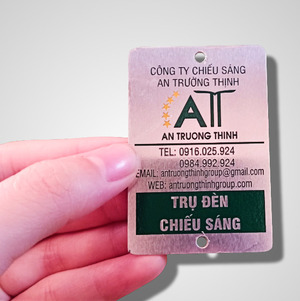 CÔNG TY CHIẾU SÁNG
AN TRƯỜNG THỊNH
ATT
AN TRUONG THINH
TEL: 0916.025.924
0984.992.924
EMAIL: antruongthinhgroup@gmail.com
WEB: antruongthinhgroup.com
TRỤ ĐÈN
CHIẾU SÁNG